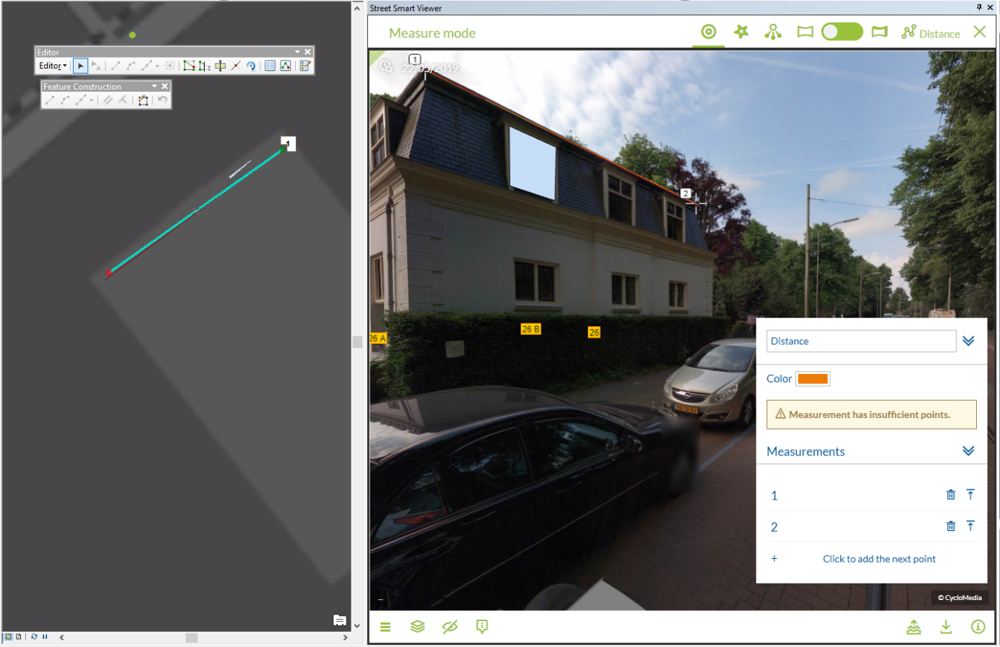 Street Smart Viewer
Measure mode
Distance
Editor
Editor
Feature Construction
1
1
22/05/2019
2
26 A
26 B
26
Distance
Color
Measurement has insufficient points.
Measurements
1
2
+ Click to add the next point
© CycloMedia